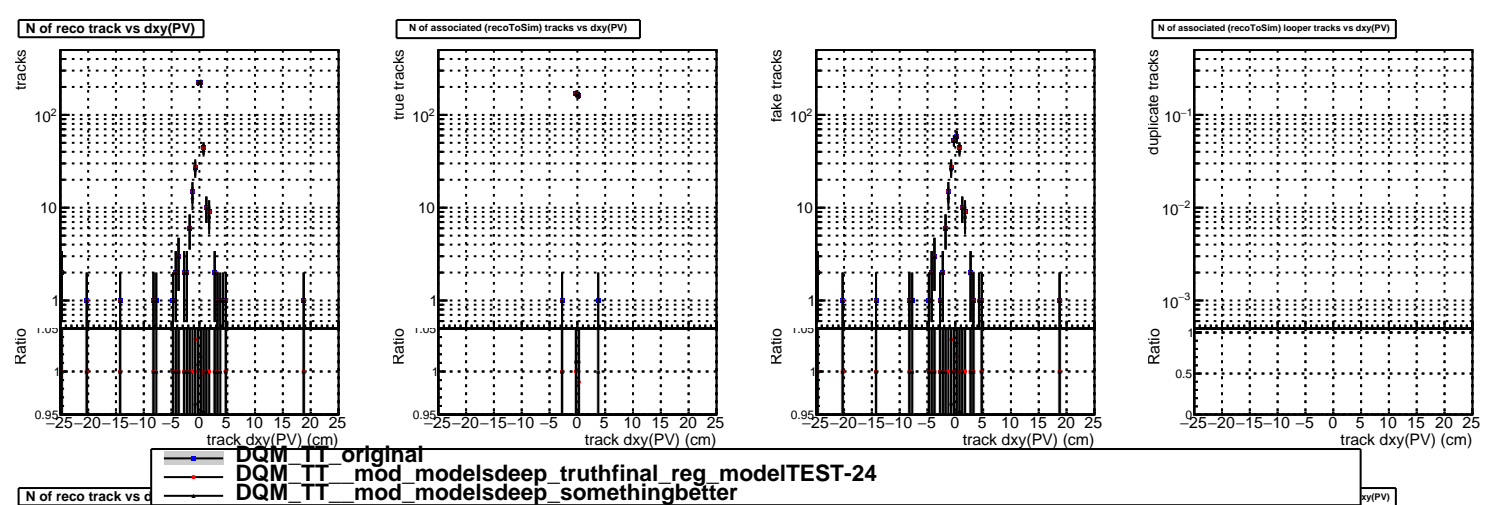 N of reco track vs dxy(PV)
N of associated (recoToSim) tracks vs dxy(PV)
N of associated (recoToSim) looper tracks vs dxy(PV)
tracks
10²
10
1
1.05
Ratio
1
0.95
−25 −20 −15 −10 −5 0 5 10 15 20 25
track dxy(PV) (cm)
true tracks
10²
10
1
1.05
Ratio
1
0.95
−25 −20 −15 −10 −5 0 5 10 15 20 25
track dxy(PV) (cm)
fake tracks
10²
10
1
1.05
Ratio
1
0.95
−25 −20 −15 −10 −5 0 5 10 15 20 25
track dxy(PV) (cm)
duplicate tracks
10⁻¹
10⁻²
10⁻³
Ratio
1
0.5
0
−25 −20 −15 −10 −5 0 5 10 15 20 25
track dxy(PV) (cm)
DQM_TT_original
DQM_TT__mod_modelsdeep_truthfinal_reg_modelTEST-24
DQM_TT__mod_modelsdeep_somethingbetter
N of reco track vs d
xy(PV)